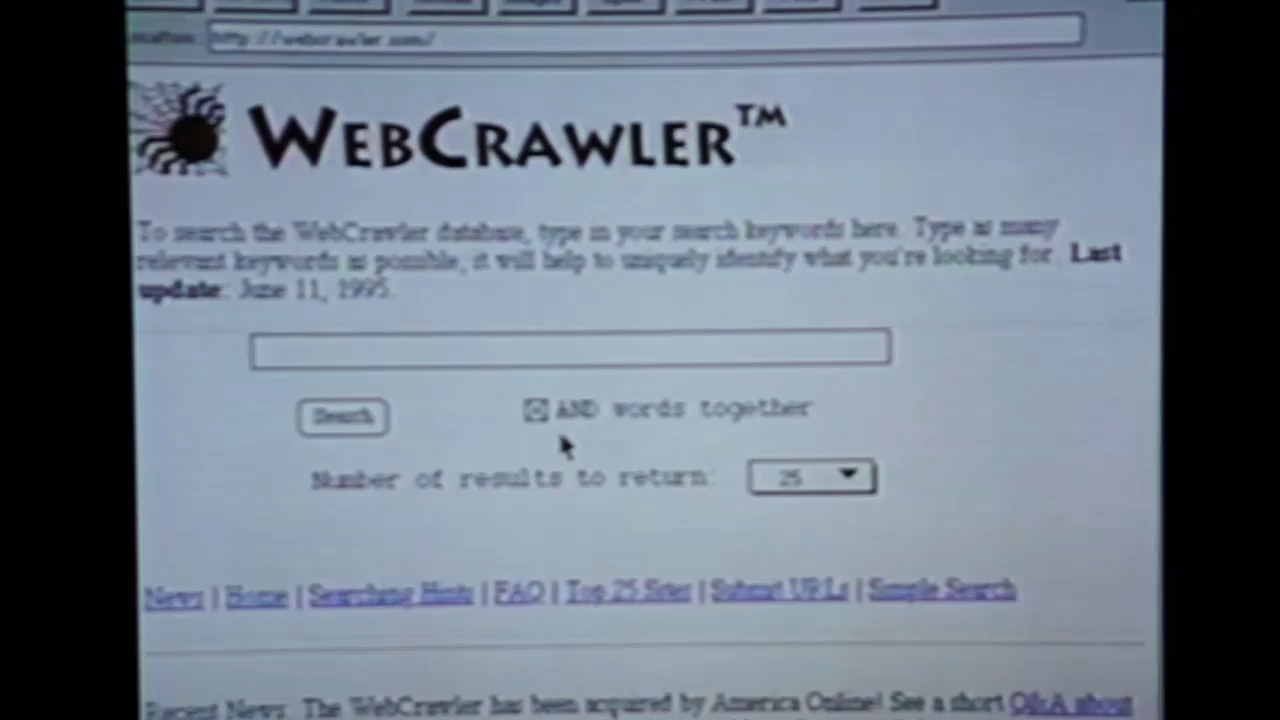 http://webcrawler.com/
WEBCRAWLER™
To search the WebCrawler database, type in your search keywords here. Type as many
relevant keywords as possible, it will help to uniquely identify what you're looking for. Last
update: June 11, 1995.
Search
AND words together
Number of results to return: 25
News | Home | Searching Hints | FAQ | Top 25 Sites | Submit URLs | Simple Search
Recent News: The WebCrawler has been acquired by America Online! See a short Q&A about